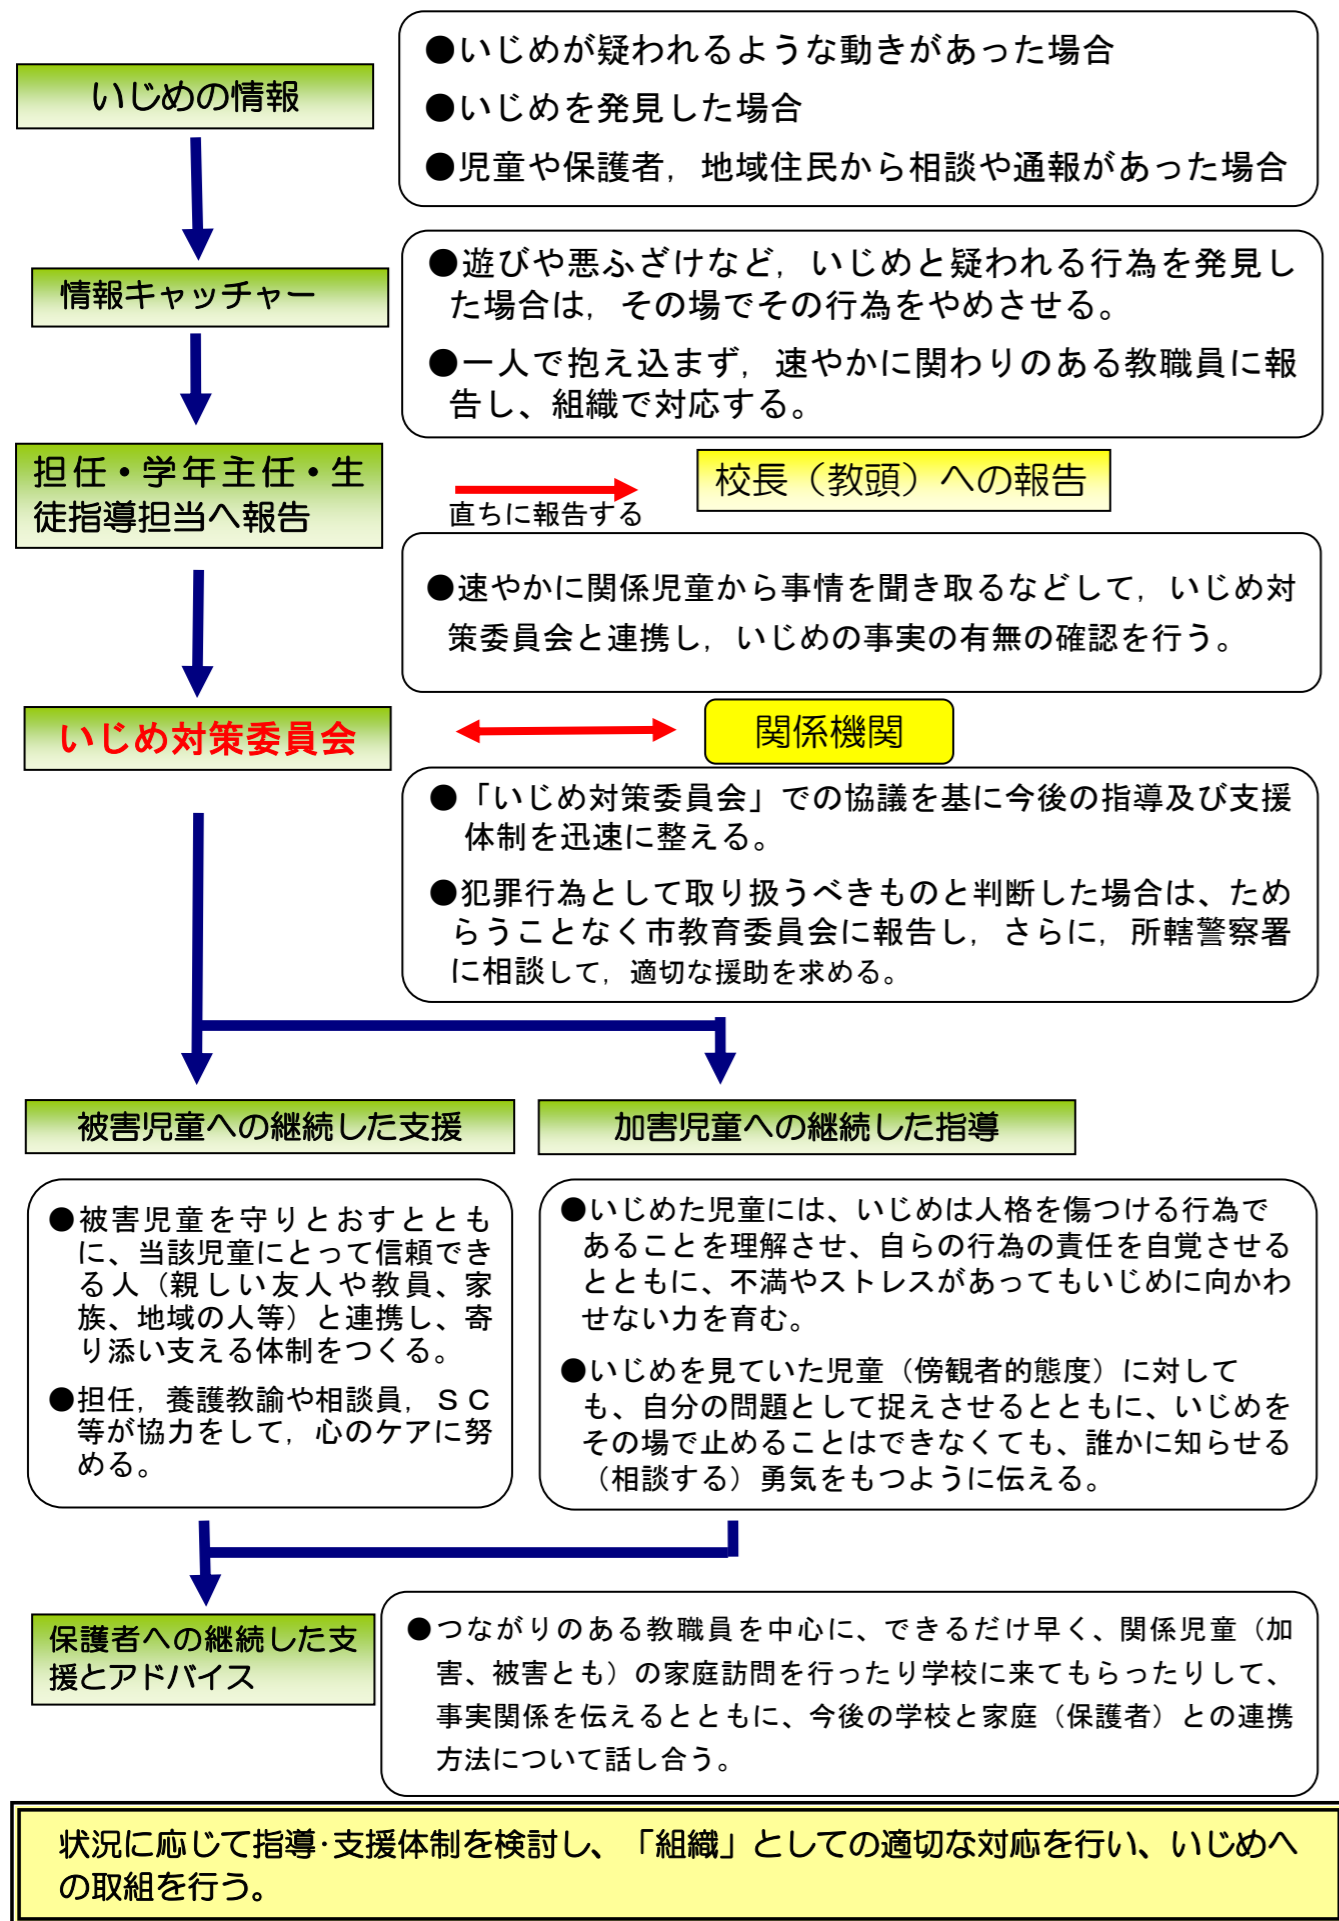 いじめの情報
●いじめが疑われるような動きがあった場合
●いじめを発見した場合
●児童や保護者，地域住民から相談や通報があった場合
情報キャッチャー
●遊びや悪ふざけなど，いじめと疑われる行為を発見し
た場合は，その場でその行為をやめさせる。
●一人で抱え込まず，速やかに関わりのある教職員に報
告し、組織で対応する。
担任・学年主任・生
徒指導担当へ報告
直ちに報告する
校長（教頭）への報告
●速やかに関係児童から事情を聞き取るなどして，いじめ対
策委員会と連携し，いじめの事実の有無の確認を行う。
いじめ対策委員会
関係機関
●「いじめ対策委員会」での協議を基に今後の指導及び支援
体制を迅速に整える。
●犯罪行為として取り扱うべきものと判断した場合は、ため
らうことなく市教育委員会に報告し，さらに，所轄警察署
に相談して，適切な援助を求める。
被害児童への継続した支援
●被害児童を守りとおすととも
に、当該児童にとって信頼でき
る人（親しい友人や教員、家
族、地域の人等）と連携し、寄
り添い支える体制をつくる。
●担任，養護教諭や相談員，ＳＣ
等が協力をして，心のケアに努
める。
加害児童への継続した指導
●いじめた児童には、いじめは人格を傷つける行為で
あることを理解させ、自らの行為の責任を自覚させる
とともに、不満やストレスがあってもいじめに向かわ
せない力を育む。
●いじめを見ていた児童（傍観者的態度）に対して
も、自分の問題として捉えさせるとともに、いじめを
その場で止めることはできなくても、誰かに知らせる
（相談する）勇気をもつように伝える。
保護者への継続した支
援とアドバイス
●つながりのある教職員を中心に、できるだけ早く、関係児童（加
害、被害とも）の家庭訪問を行ったり学校に来てもらったりして、
事実関係を伝えるとともに、今後の学校と家庭（保護者）との連携
方法について話し合う。
状況に応じて指導･支援体制を検討し、「組織」としての適切な対応を行い、いじめへ
の取組を行う。